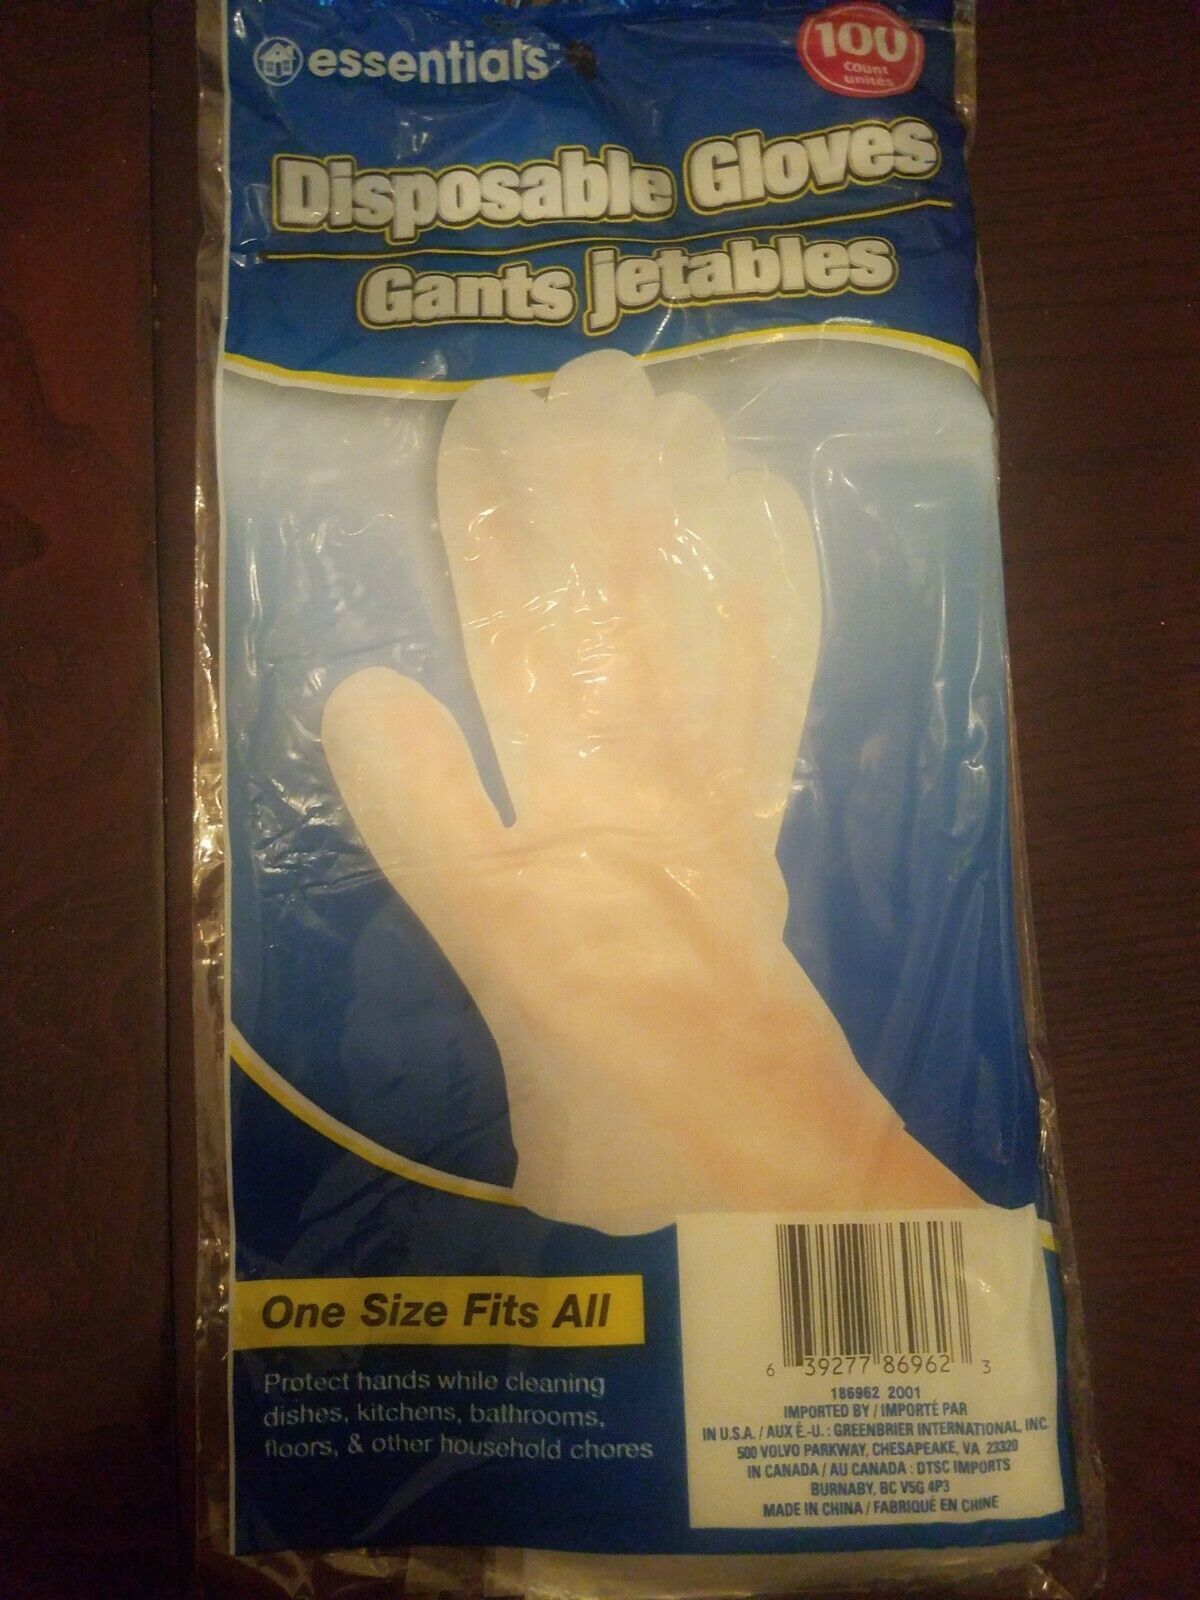 essentials™
100
count
unités
Disposable Gloves
Gants jetables
One Size Fits All
Protect hands while cleaning
dishes, kitchens, bathrooms,
floors, & other household chores
6 39277 86962 3
186962 2001
IMPORTED BY / IMPORTÉ PAR
IN U.S.A. / AUX É.-U. : GREENBRIER INTERNATIONAL, INC.
500 VOLVO PARKWAY, CHESAPEAKE, VA 23320
IN CANADA / AU CANADA : DTSC IMPORTS
BURNABY, BC V5G 4P3
MADE IN CHINA / FABRIQUÉ EN CHINE